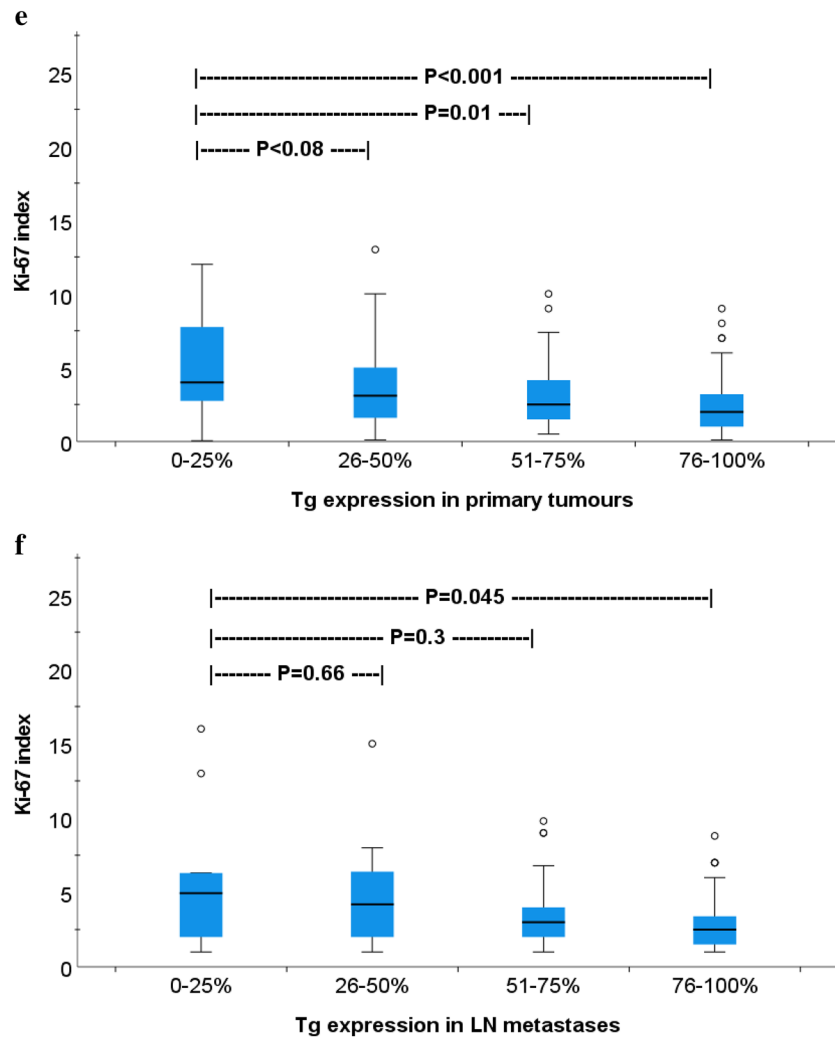 e
25
20
15
10
5
0
Ki-67 index
P<0.001
P=0.01
P<0.08
0-25% 26-50% 51-75% 76-100%
Tg expression in primary tumours
f
25
20
15
10
5
0
Ki-67 index
P=0.045
P=0.3
P=0.66
0-25% 26-50% 51-75% 76-100%
Tg expression in LN metastases